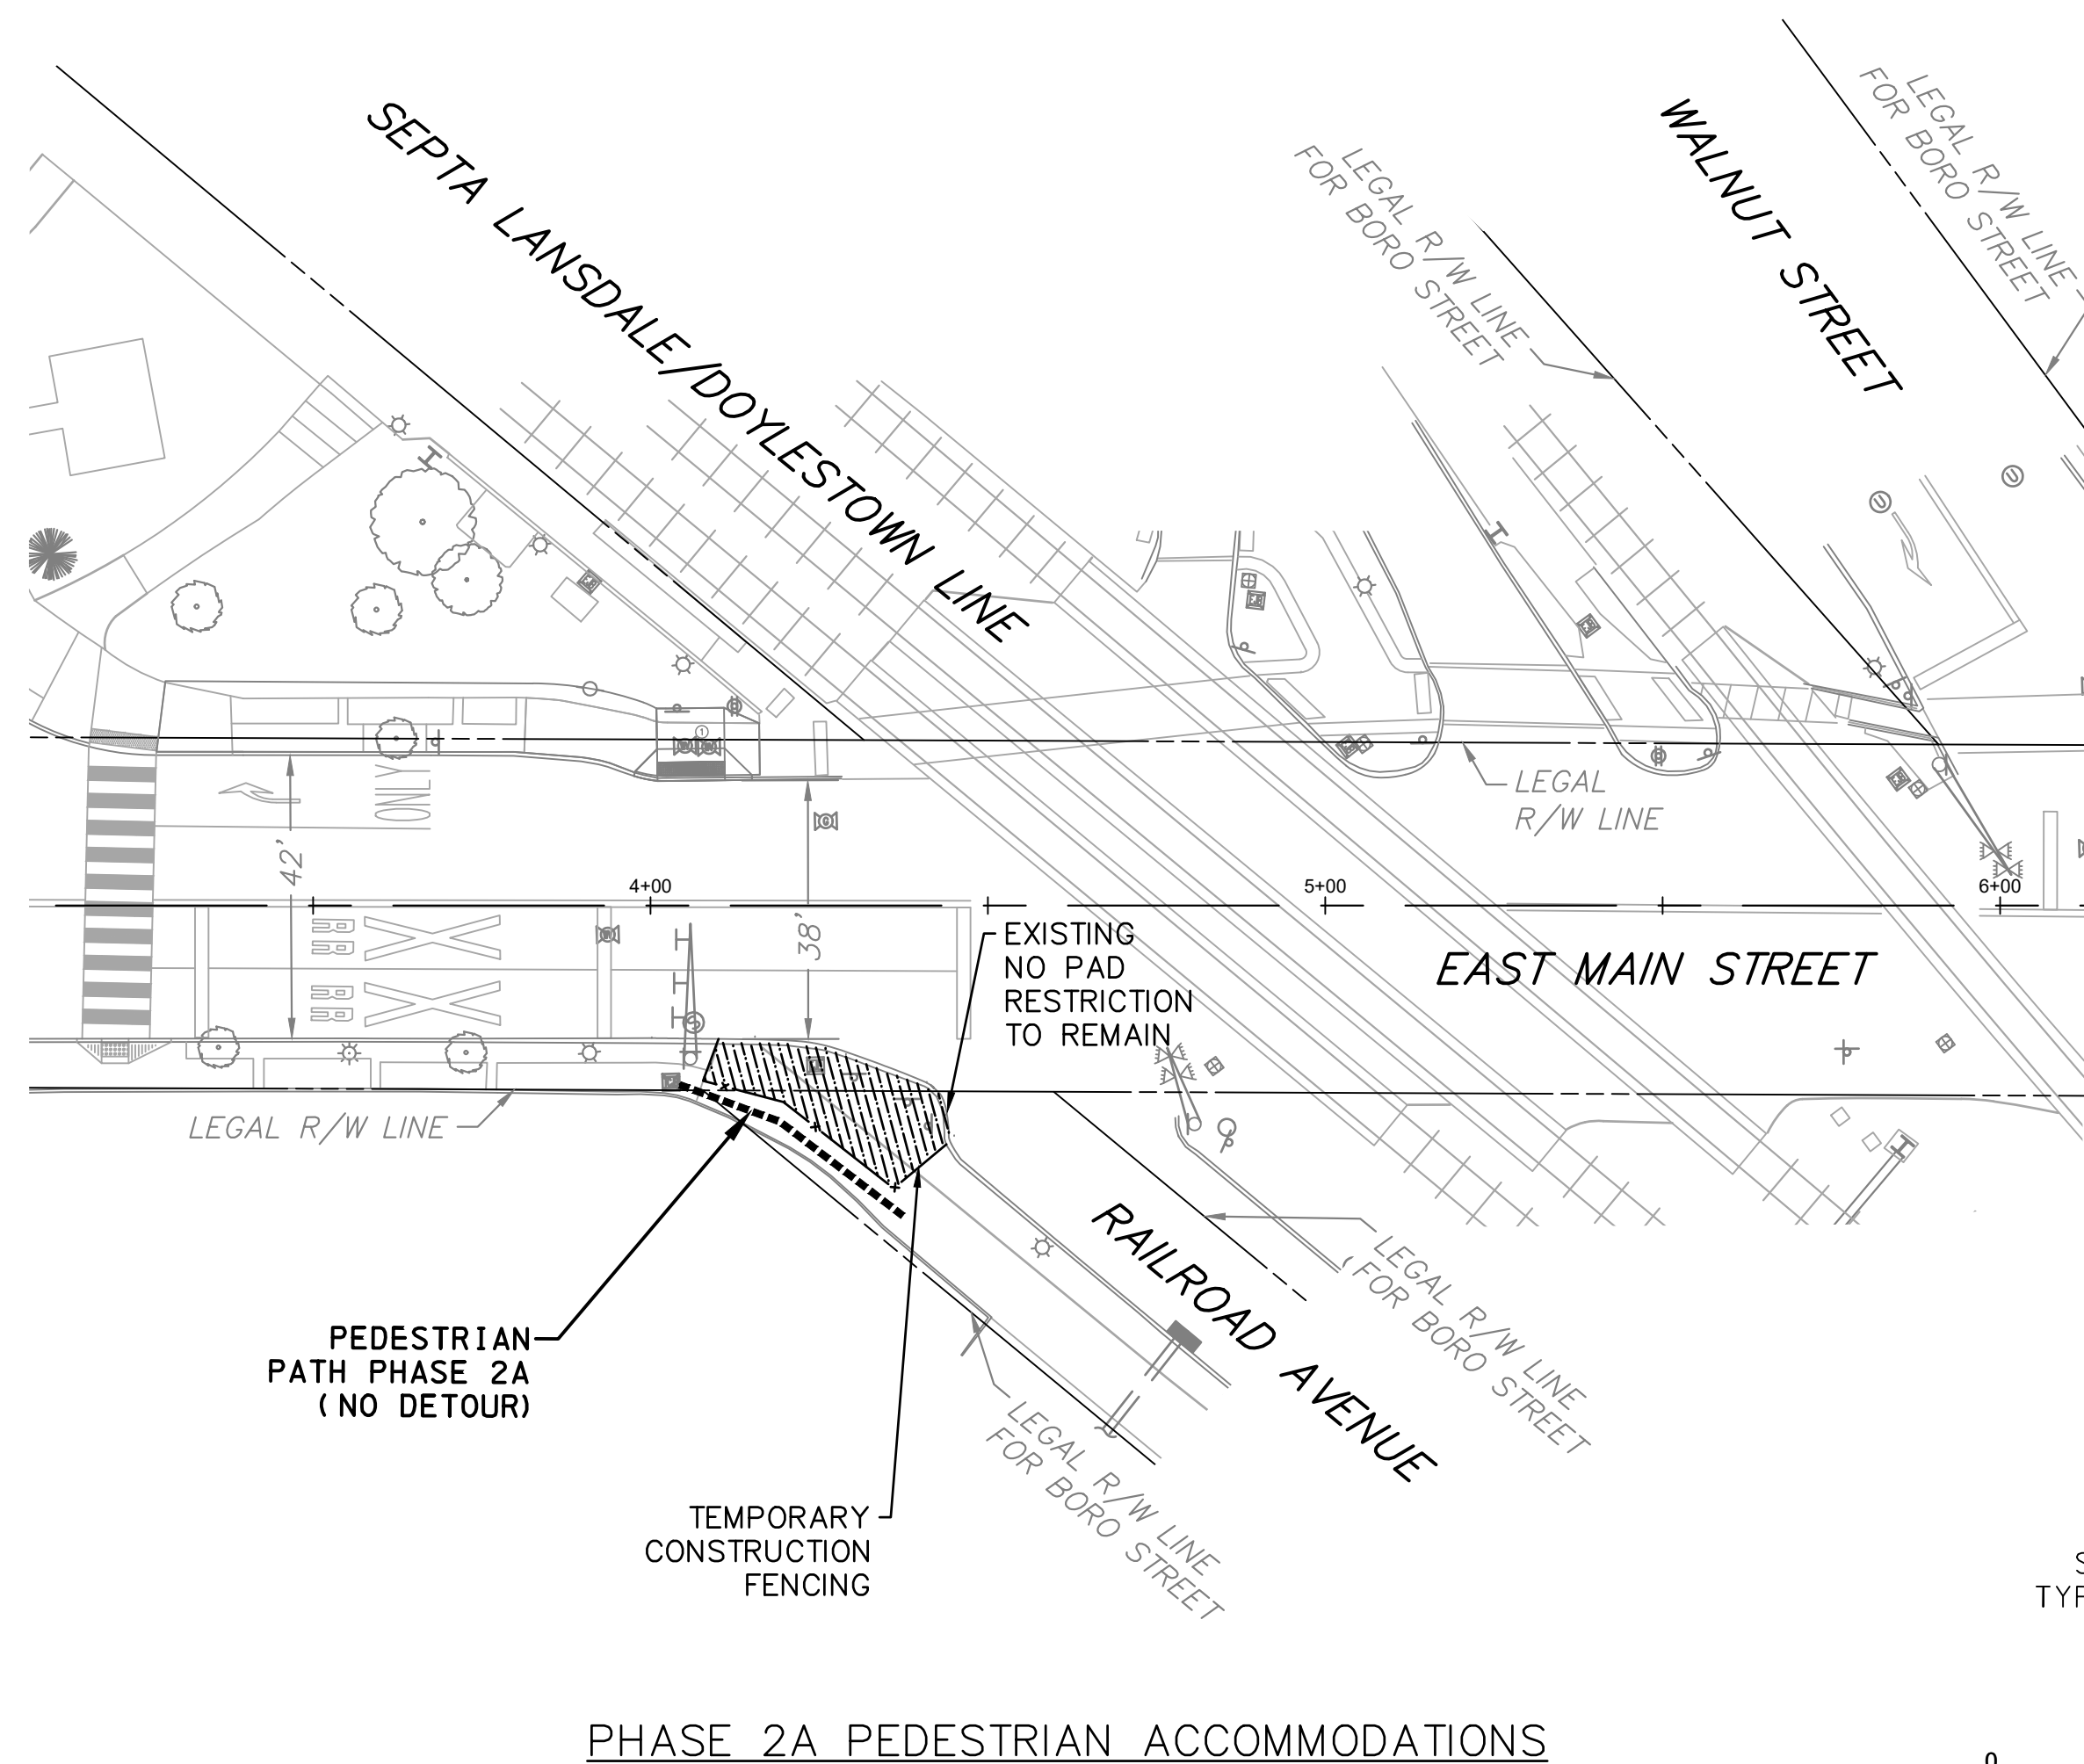 SEPTA LANSDALE/DOYLESTOWN LINE
LEGAL R/W LINE
FOR BORO STREET
WALNUT STREET
LEGAL R/W LINE
FOR BORO STREET
LEGAL
R/W LINE
ONLY
42'
38'
4+00
5+00
6+00
RR
RR
EXISTING
NO PAD
RESTRICTION
TO REMAIN
EAST MAIN STREET
LEGAL R/W LINE
RAILROAD AVENUE
LEGAL R/W LINE
FOR BORO STREET
PEDESTRIAN
PATH PHASE 2A
(NO DETOUR)
LEGAL R/W LINE
FOR BORO STREET
TEMPORARY
CONSTRUCTION
FENCING
PHASE 2A PEDESTRIAN ACCOMMODATIONS